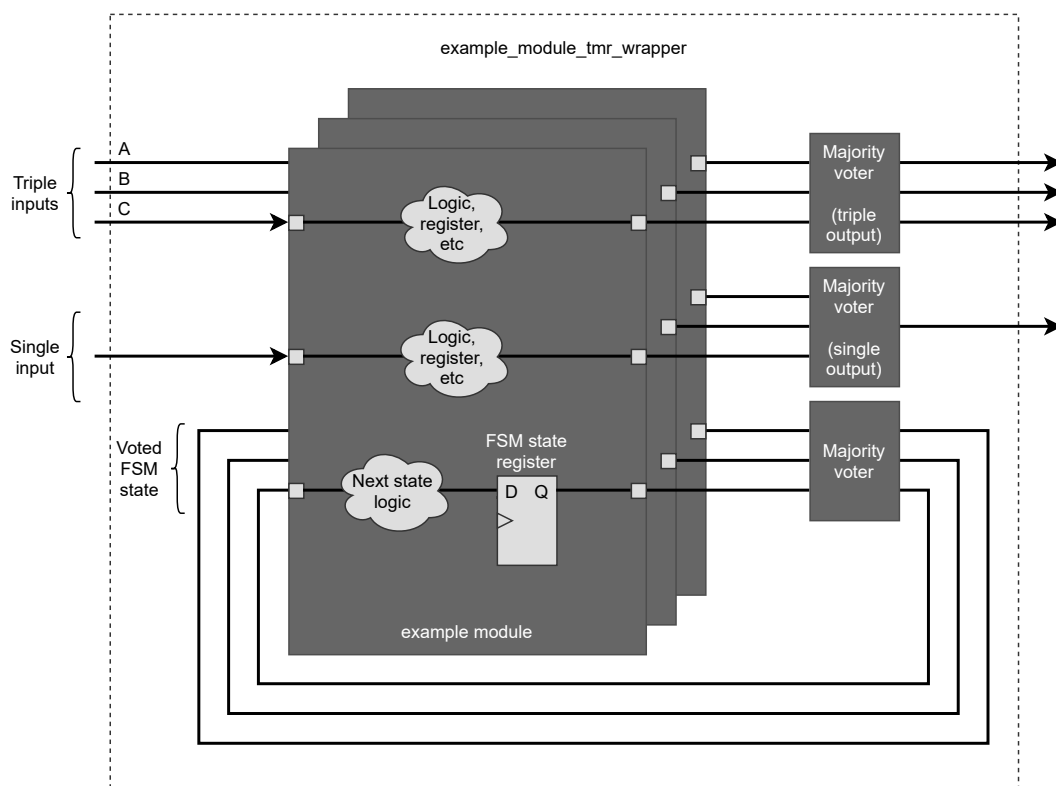 example_module_tmr_wrapper
A
B
C
Triple
inputs
Logic,
register,
etc
Majority
voter
(triple
output)
Single
input
Logic,
register,
etc
Majority
voter
(single
output)
Voted
FSM
state
Next state
logic
FSM state
register
D Q
Majority
voter
example module